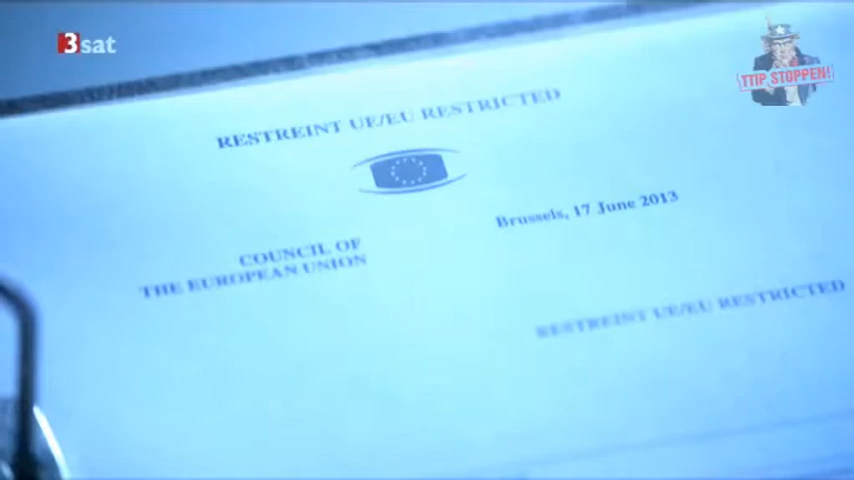 3sat
TTIP STOPPEN!
RESTREINT UE/EU RESTRICTED
Brussels, 17 June 2013
COUNCIL OF
THE EUROPEAN UNION
RESTREINT UE/EU RESTRICTED